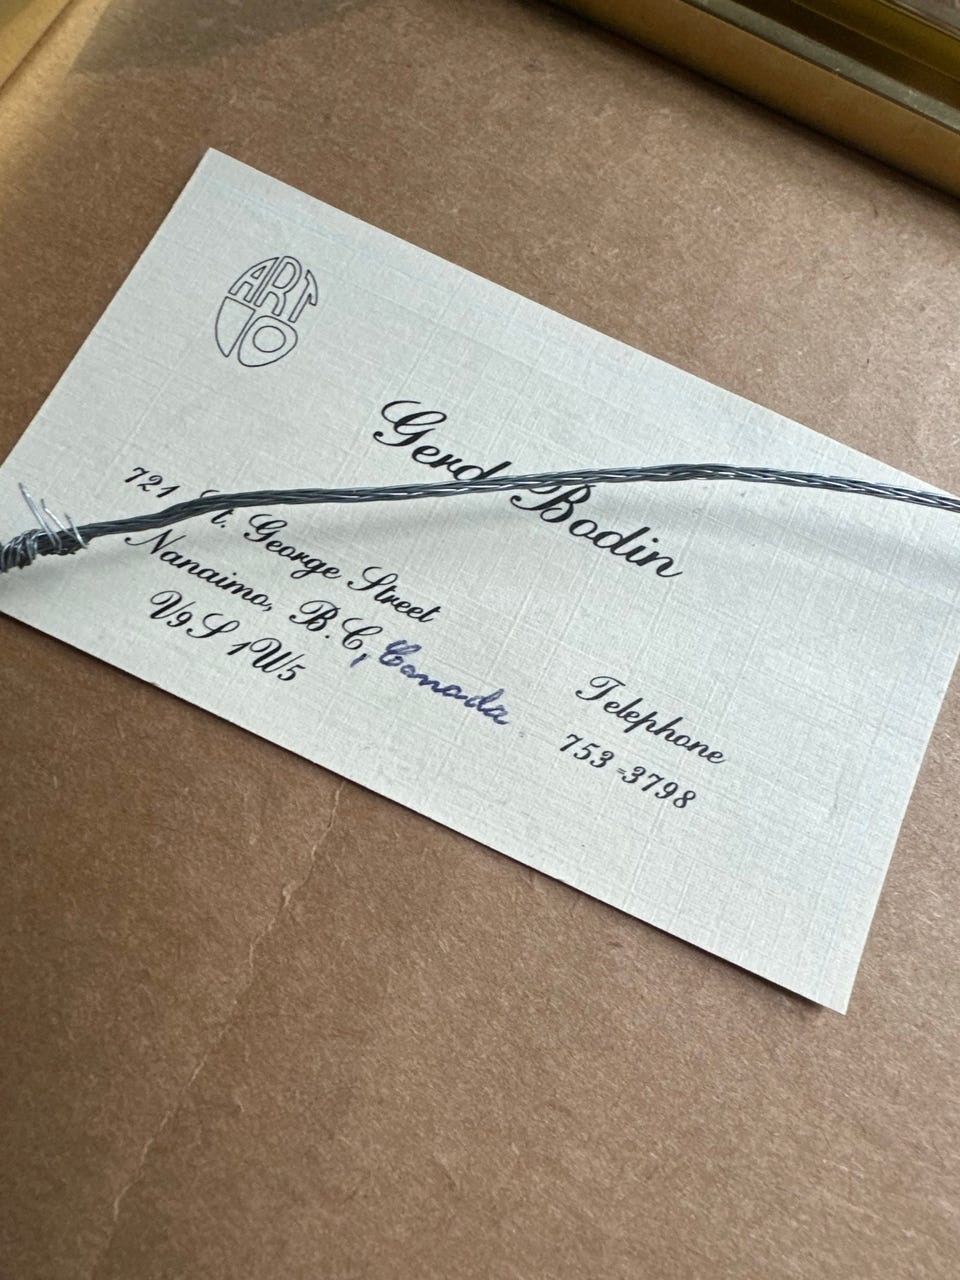 ART
10
Gerd Bodin
721 St. George Street
Nanaimo, B.C, Canada
V9S 1W5
Telephone
753-3798